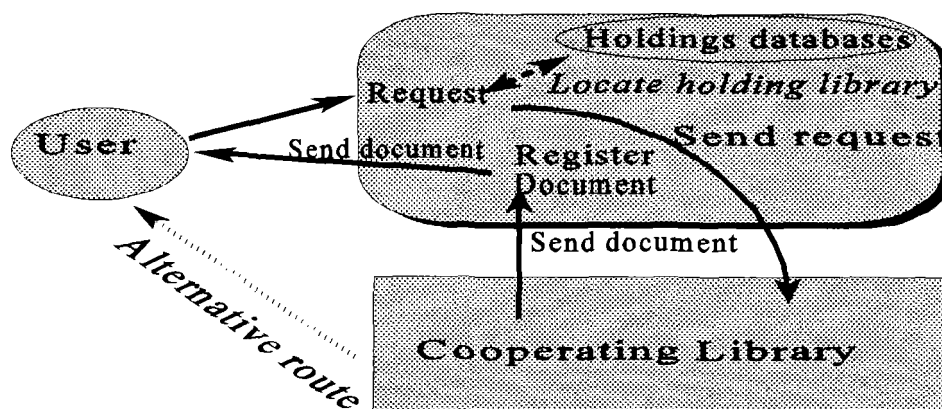 Holdings databases
Request
Locate holding library
User
Send request
Send document
Register
Document
Send document
Alternative route
Cooperating Library